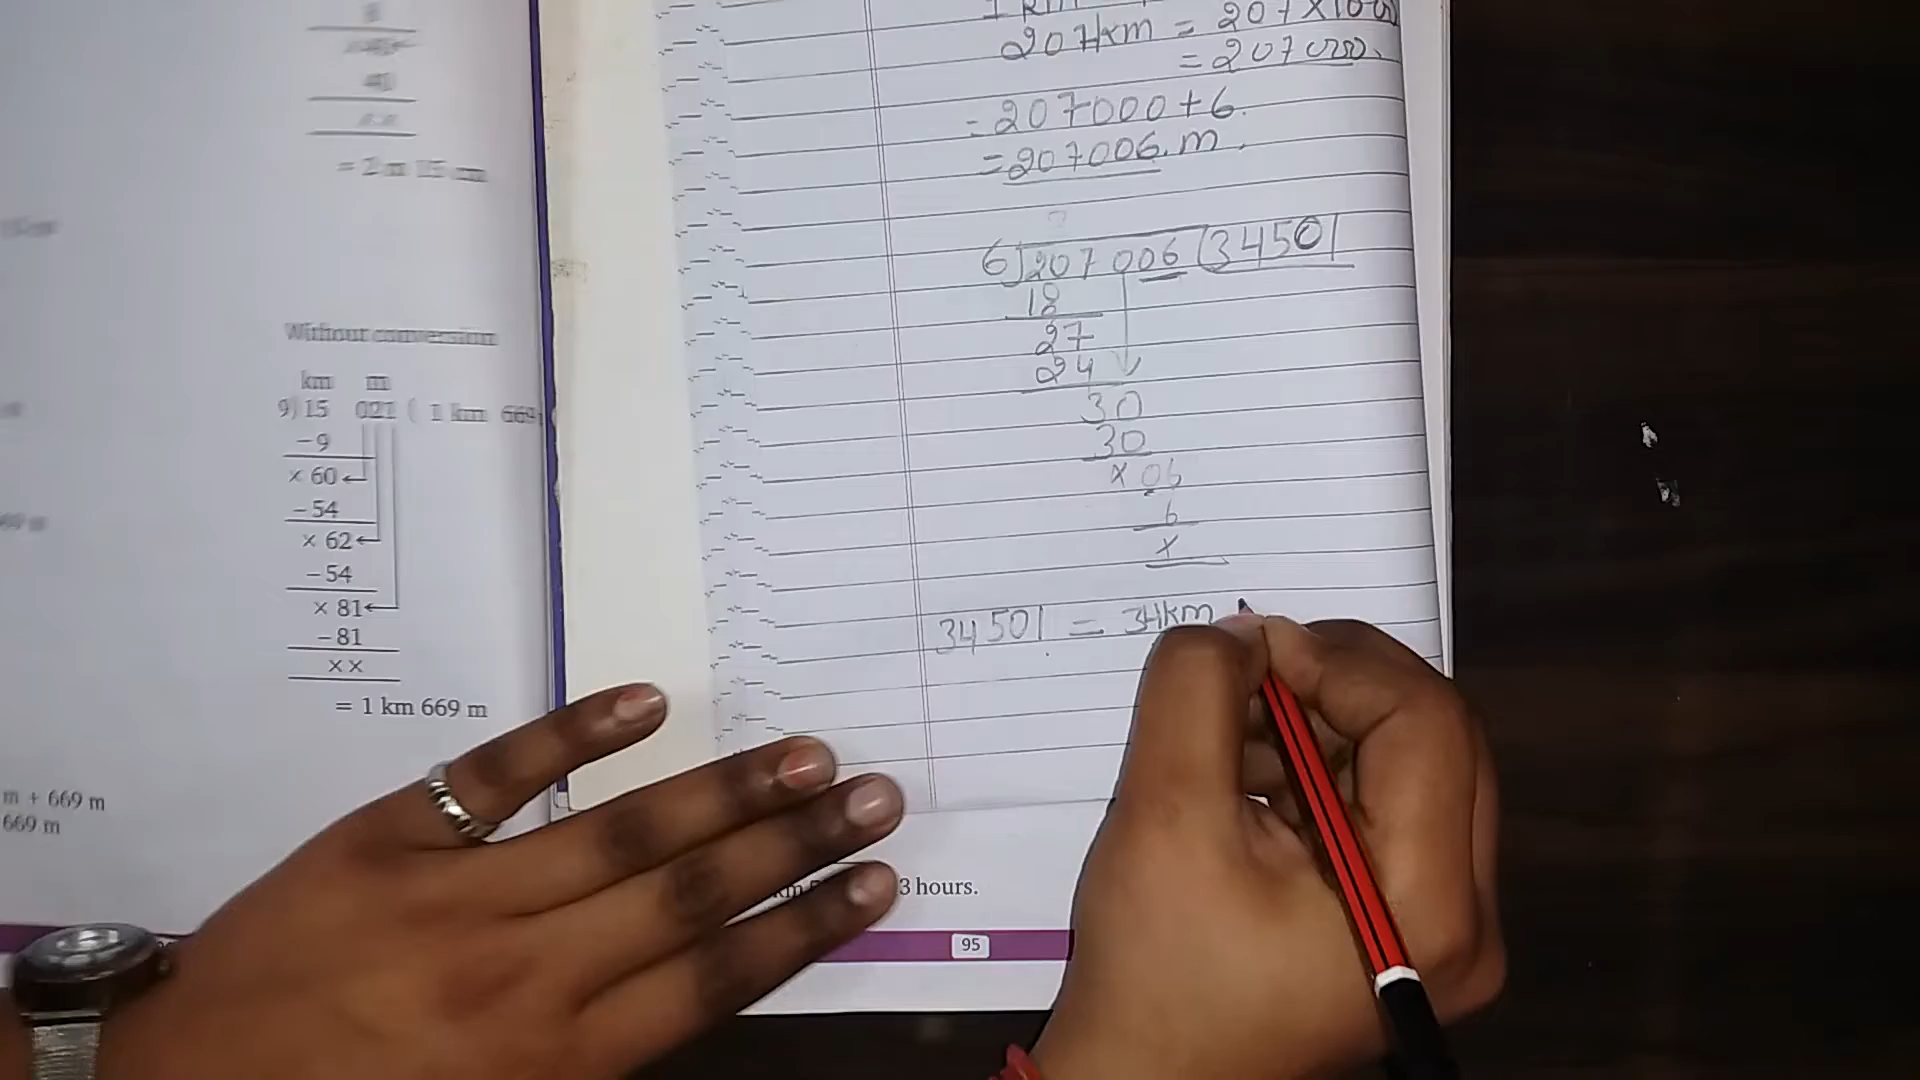 = 2 m 15 cm
Without conversion
km m
9) 15 021 ( 1 km 669
-9
× 60
-54
× 62
-54
× 81
-81
××
= 1 km 669 m
m + 669 m
669 m
207km = 207×100
= 207000.
= 207000+6.
= 207006.m.
6)207006(34501
18
27
24
30
30
×06
6
×
34501 = 34km
km
3 hours.
95